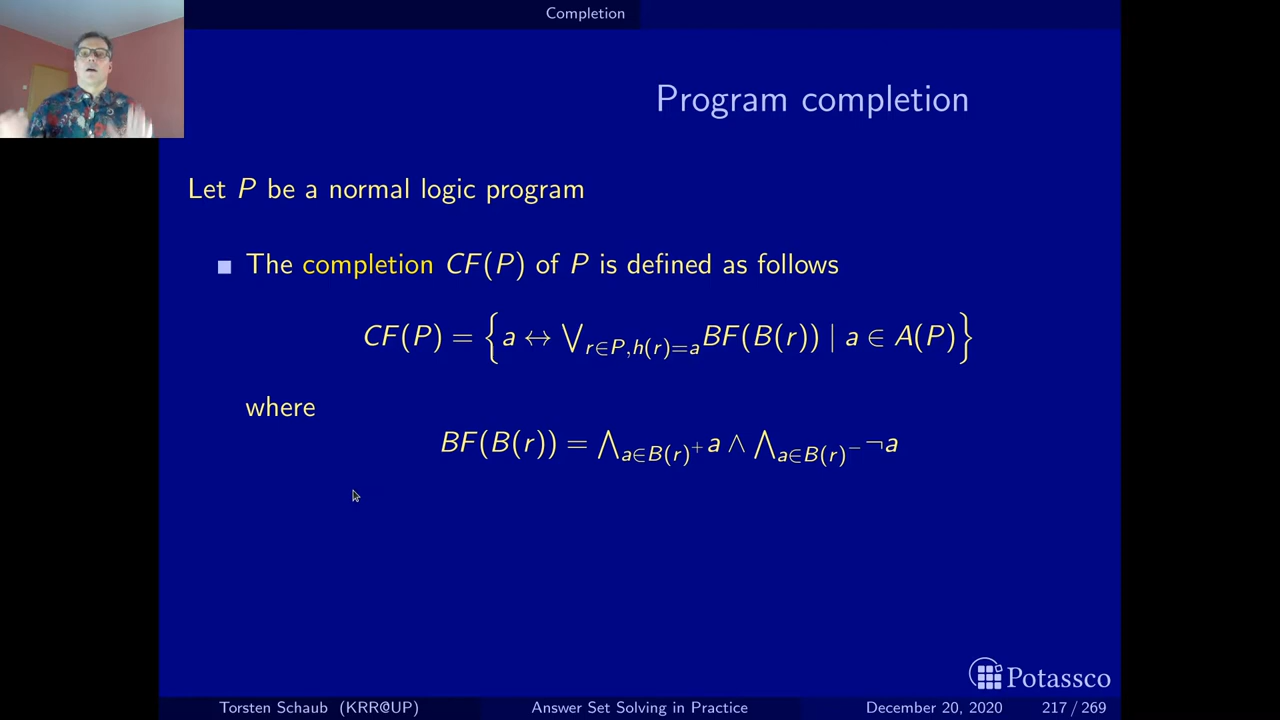 Completion
Program completion
Let P be a normal logic program
The completion CF(P) of P is defined as follows
CF(P) = {a ↔ ⋁r∈P,h(r)=a BF(B(r)) | a ∈ A(P)}
where
BF(B(r)) = ⋀a∈B(r)⁺ a ∧ ⋀a∈B(r)⁻ ¬a
Potassco
Torsten Schaub (KRR@UP) Answer Set Solving in Practice December 20, 2020 217 / 269